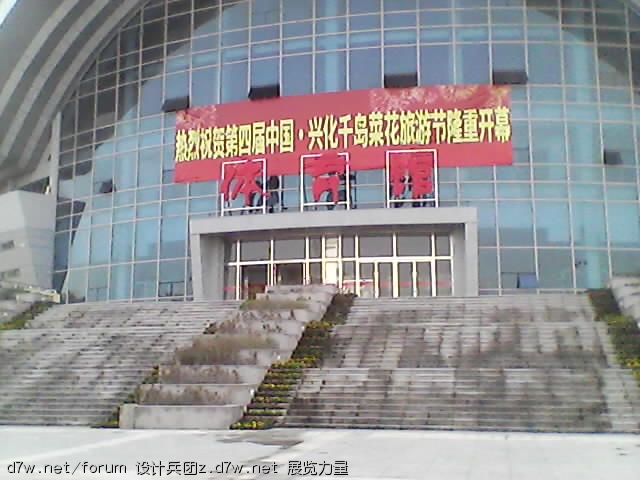 热烈祝贺第四届中国·兴化千岛菜花旅游节隆重开幕
体育馆
d7w.net/forum 设计兵团z.d7w.net 展览力量